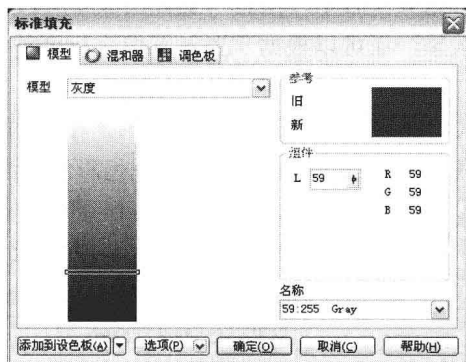 标准填充
模型 混和器 调色板
模型 灰度
参考
旧
新
组件
L 59 R 59
G 59
B 59
名称
59:255 Gray
添加到设色板(A) 选项(P) 确定(O) 取消(C) 帮助(H)